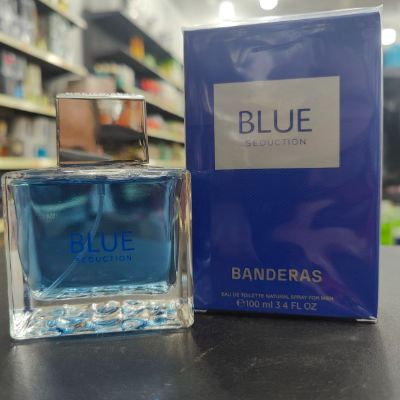 BLUE
SEDUCTION
BLUE
SEDUCTION
BANDERAS
EAU DE TOILETTE NATURAL SPRAY FOR MEN
℮100 ml 3.4 FL OZ